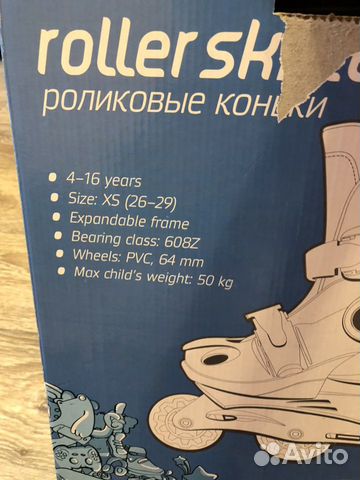 roller
РОЛИКОВЫЕ КОНЬКИ
4-16 years
Size: XS (26-29)
Expandable frame
Bearing class: 608Z
Wheels: PVC, 64 mm
Max child's weight: 50 kg
Avito